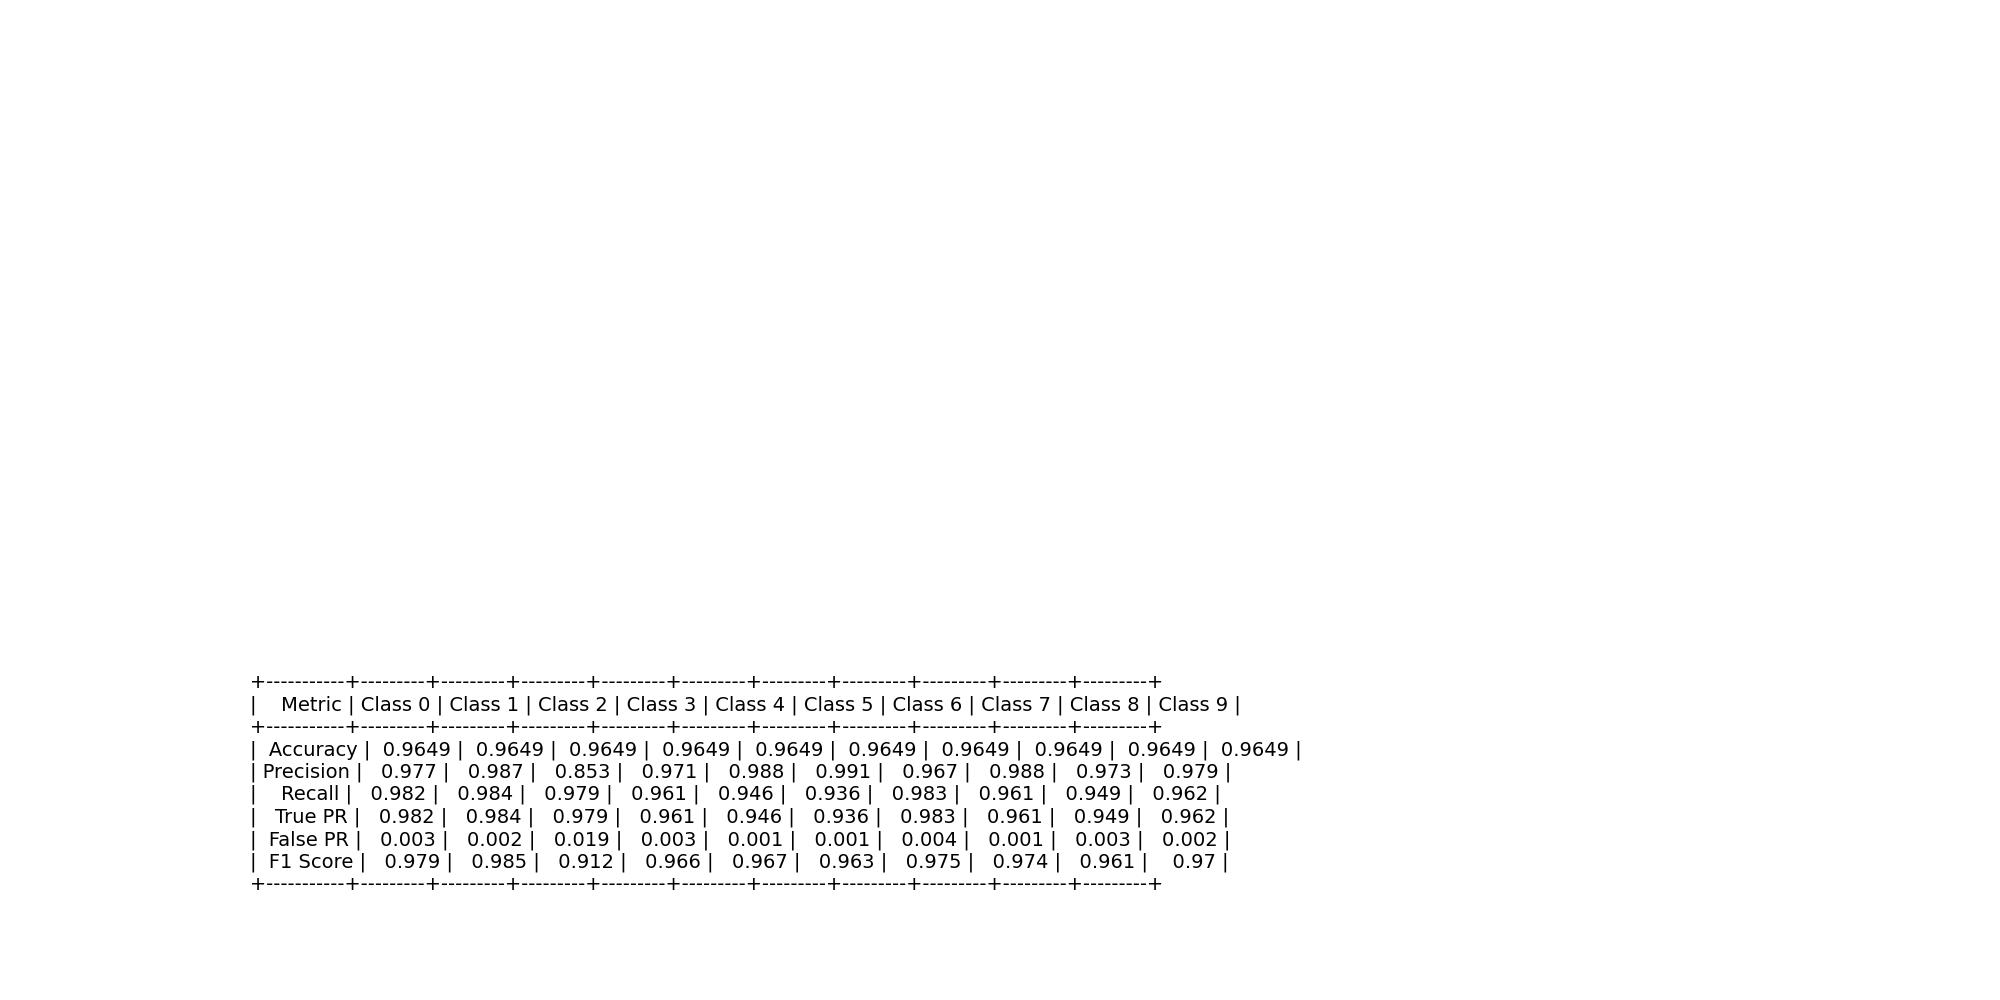 +-----------+---------+---------+---------+---------+---------+---------+---------+---------+---------+---------+
|    Metric | Class 0 | Class 1 | Class 2 | Class 3 | Class 4 | Class 5 | Class 6 | Class 7 | Class 8 | Class 9 |
+-----------+---------+---------+---------+---------+---------+---------+---------+---------+---------+---------+
|  Accuracy |  0.9649 |  0.9649 |  0.9649 |  0.9649 |  0.9649 |  0.9649 |  0.9649 |  0.9649 |  0.9649 |  0.9649 |
| Precision |   0.977 |   0.987 |   0.853 |   0.971 |   0.988 |   0.991 |   0.967 |   0.988 |   0.973 |   0.979 |
|    Recall |   0.982 |   0.984 |   0.979 |   0.961 |   0.946 |   0.936 |   0.983 |   0.961 |   0.949 |   0.962 |
|   True PR |   0.982 |   0.984 |   0.979 |   0.961 |   0.946 |   0.936 |   0.983 |   0.961 |   0.949 |   0.962 |
|  False PR |   0.003 |   0.002 |   0.019 |   0.003 |   0.001 |   0.001 |   0.004 |   0.001 |   0.003 |   0.002 |
|  F1 Score |   0.979 |   0.985 |   0.912 |   0.966 |   0.967 |   0.963 |   0.975 |   0.974 |   0.961 |    0.97 |
+-----------+---------+---------+---------+---------+---------+---------+---------+---------+---------+---------+